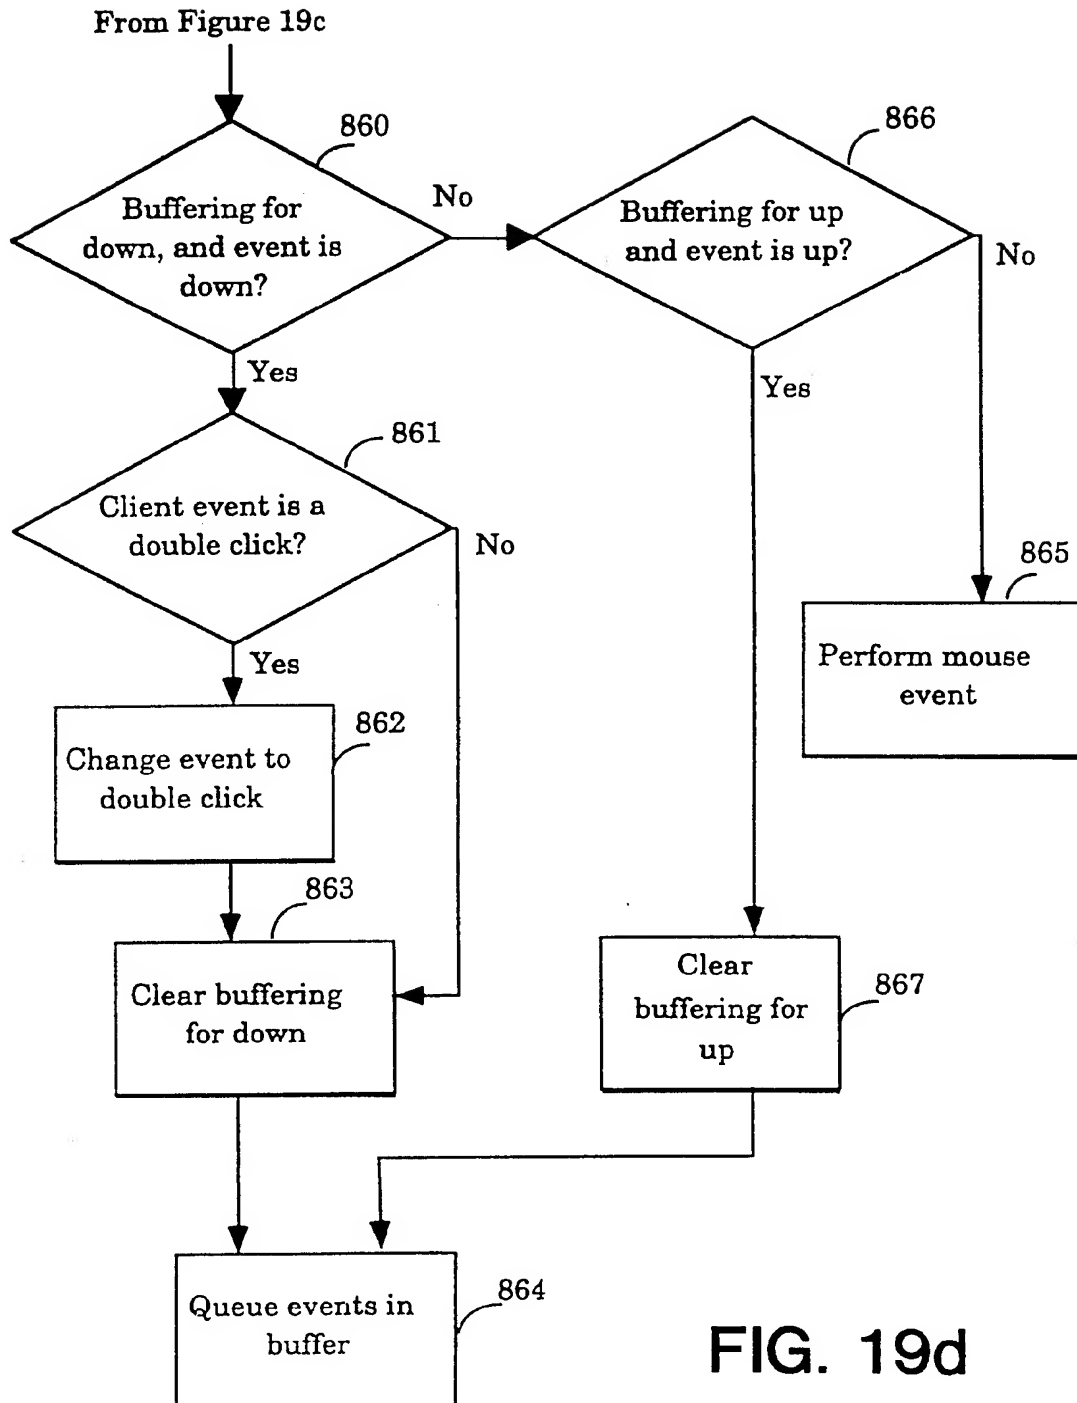 From Figure 19c
860
Buffering for
down, and event is
down?
No
866
Buffering for up
and event is up?
No
Yes
Yes
861
Client event is a
double click?
No
865
Perform mouse
event
Yes
862
Change event to
double click
863
Clear buffering
for down
Clear
buffering for
up
867
864
Queue events in
buffer
FIG. 19d